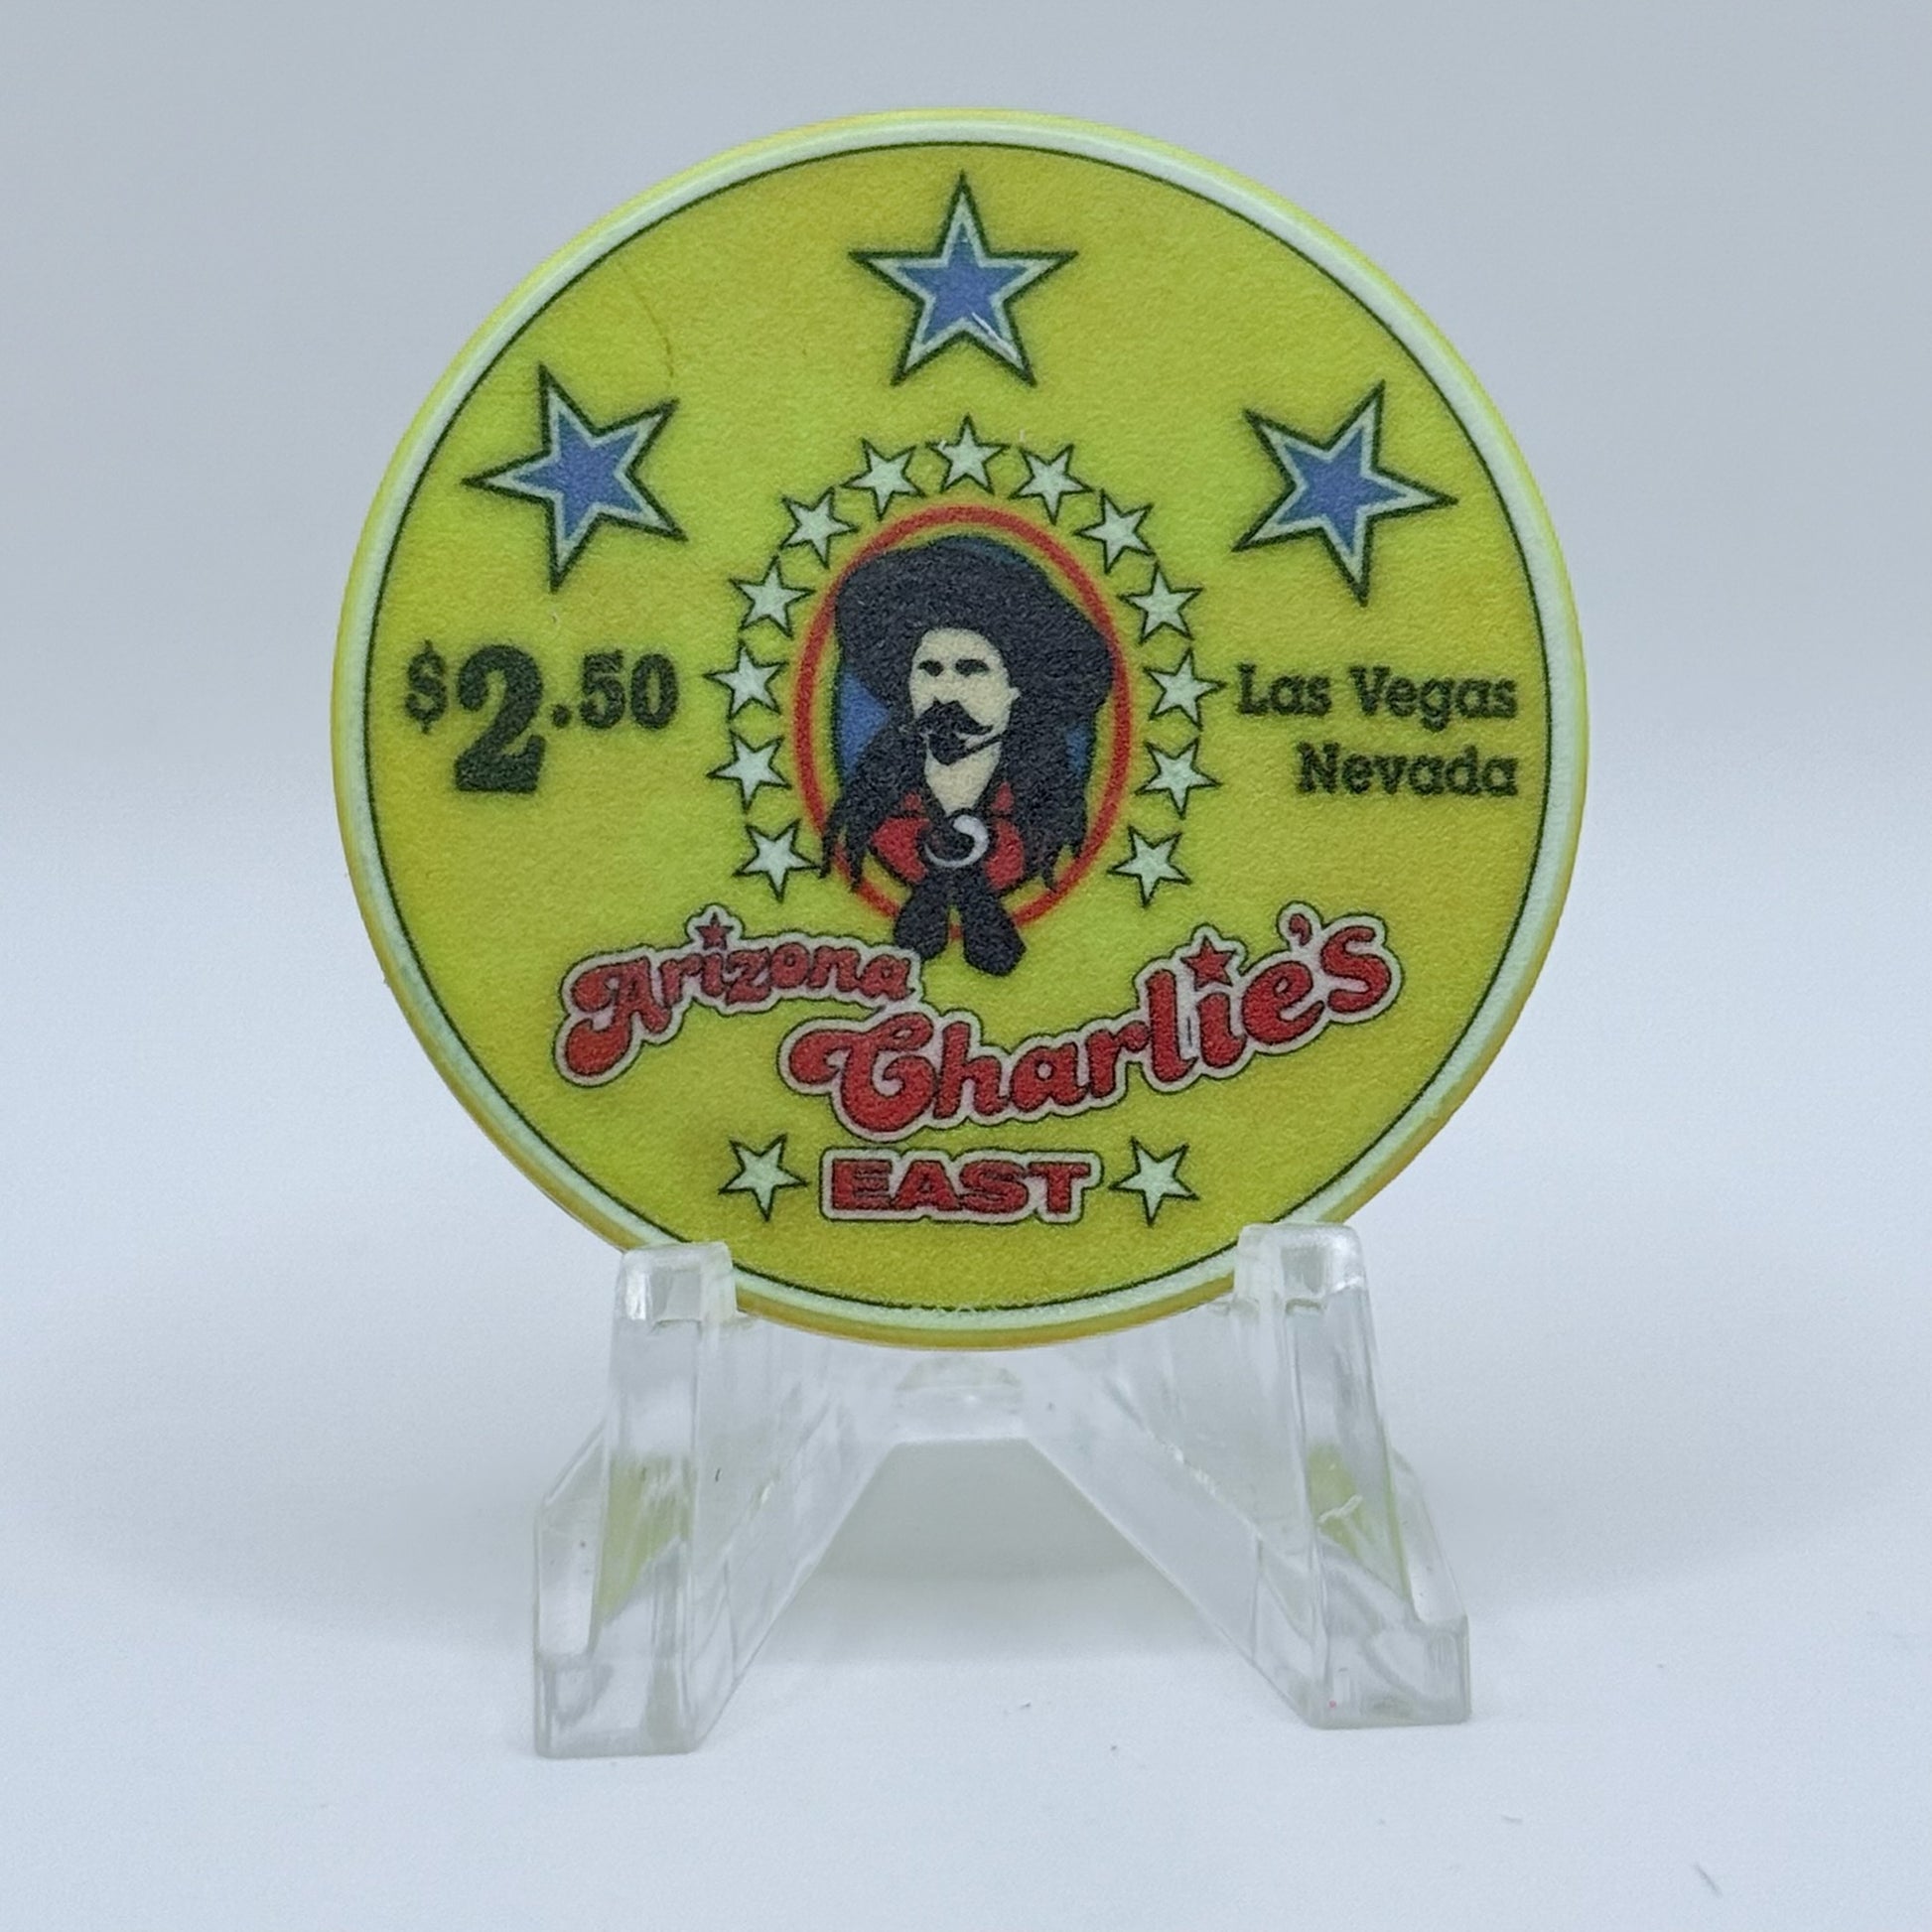 $2.50
Las Vegas
Nevada
Arizona
Charlie's
EAST